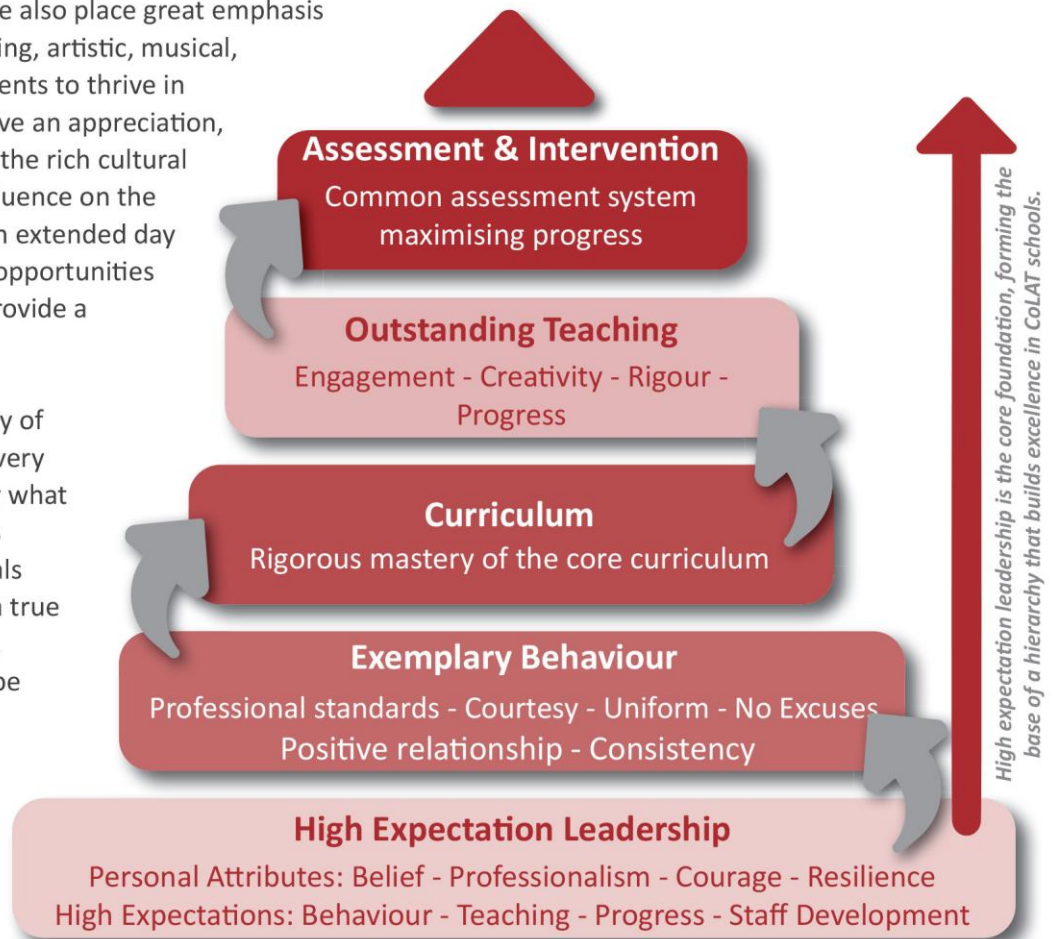 e also place great emphasis
ing, artistic, musical,
ents to thrive in
ve an appreciation,
the rich cultural
uence on the
n extended day
opportunities
rovide a
y of
very
what
als
true
be
Assessment & Intervention
Common assessment system
maximising progress
Outstanding Teaching
Engagement - Creativity - Rigour -
Progress
Curriculum
Rigorous mastery of the core curriculum
Exemplary Behaviour
Professional standards - Courtesy - Uniform - No Excuses
Positive relationship - Consistency
High Expectation Leadership
Personal Attributes: Belief - Professionalism - Courage - Resilience
High Expectations: Behaviour - Teaching - Progress - Staff Development
High expectation leadership is the core foundation, forming the
base of a hierarchy that builds excellence in CoLAT schools.